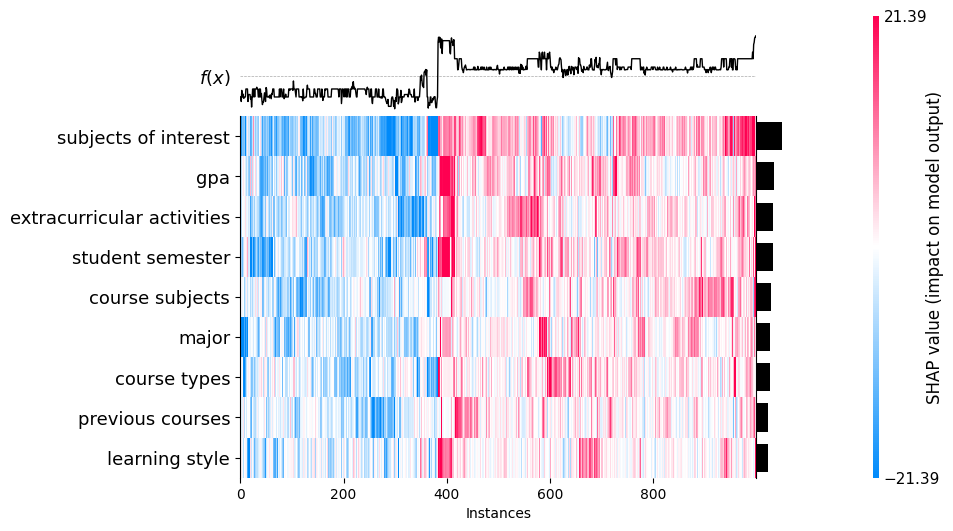 21.39
f(x)
subjects of interest
gpa
extracurricular activities
student semester
course subjects
major
course types
previous courses
learning style
0 200 400 600 800
Instances
SHAP value (impact on model output)
−21.39